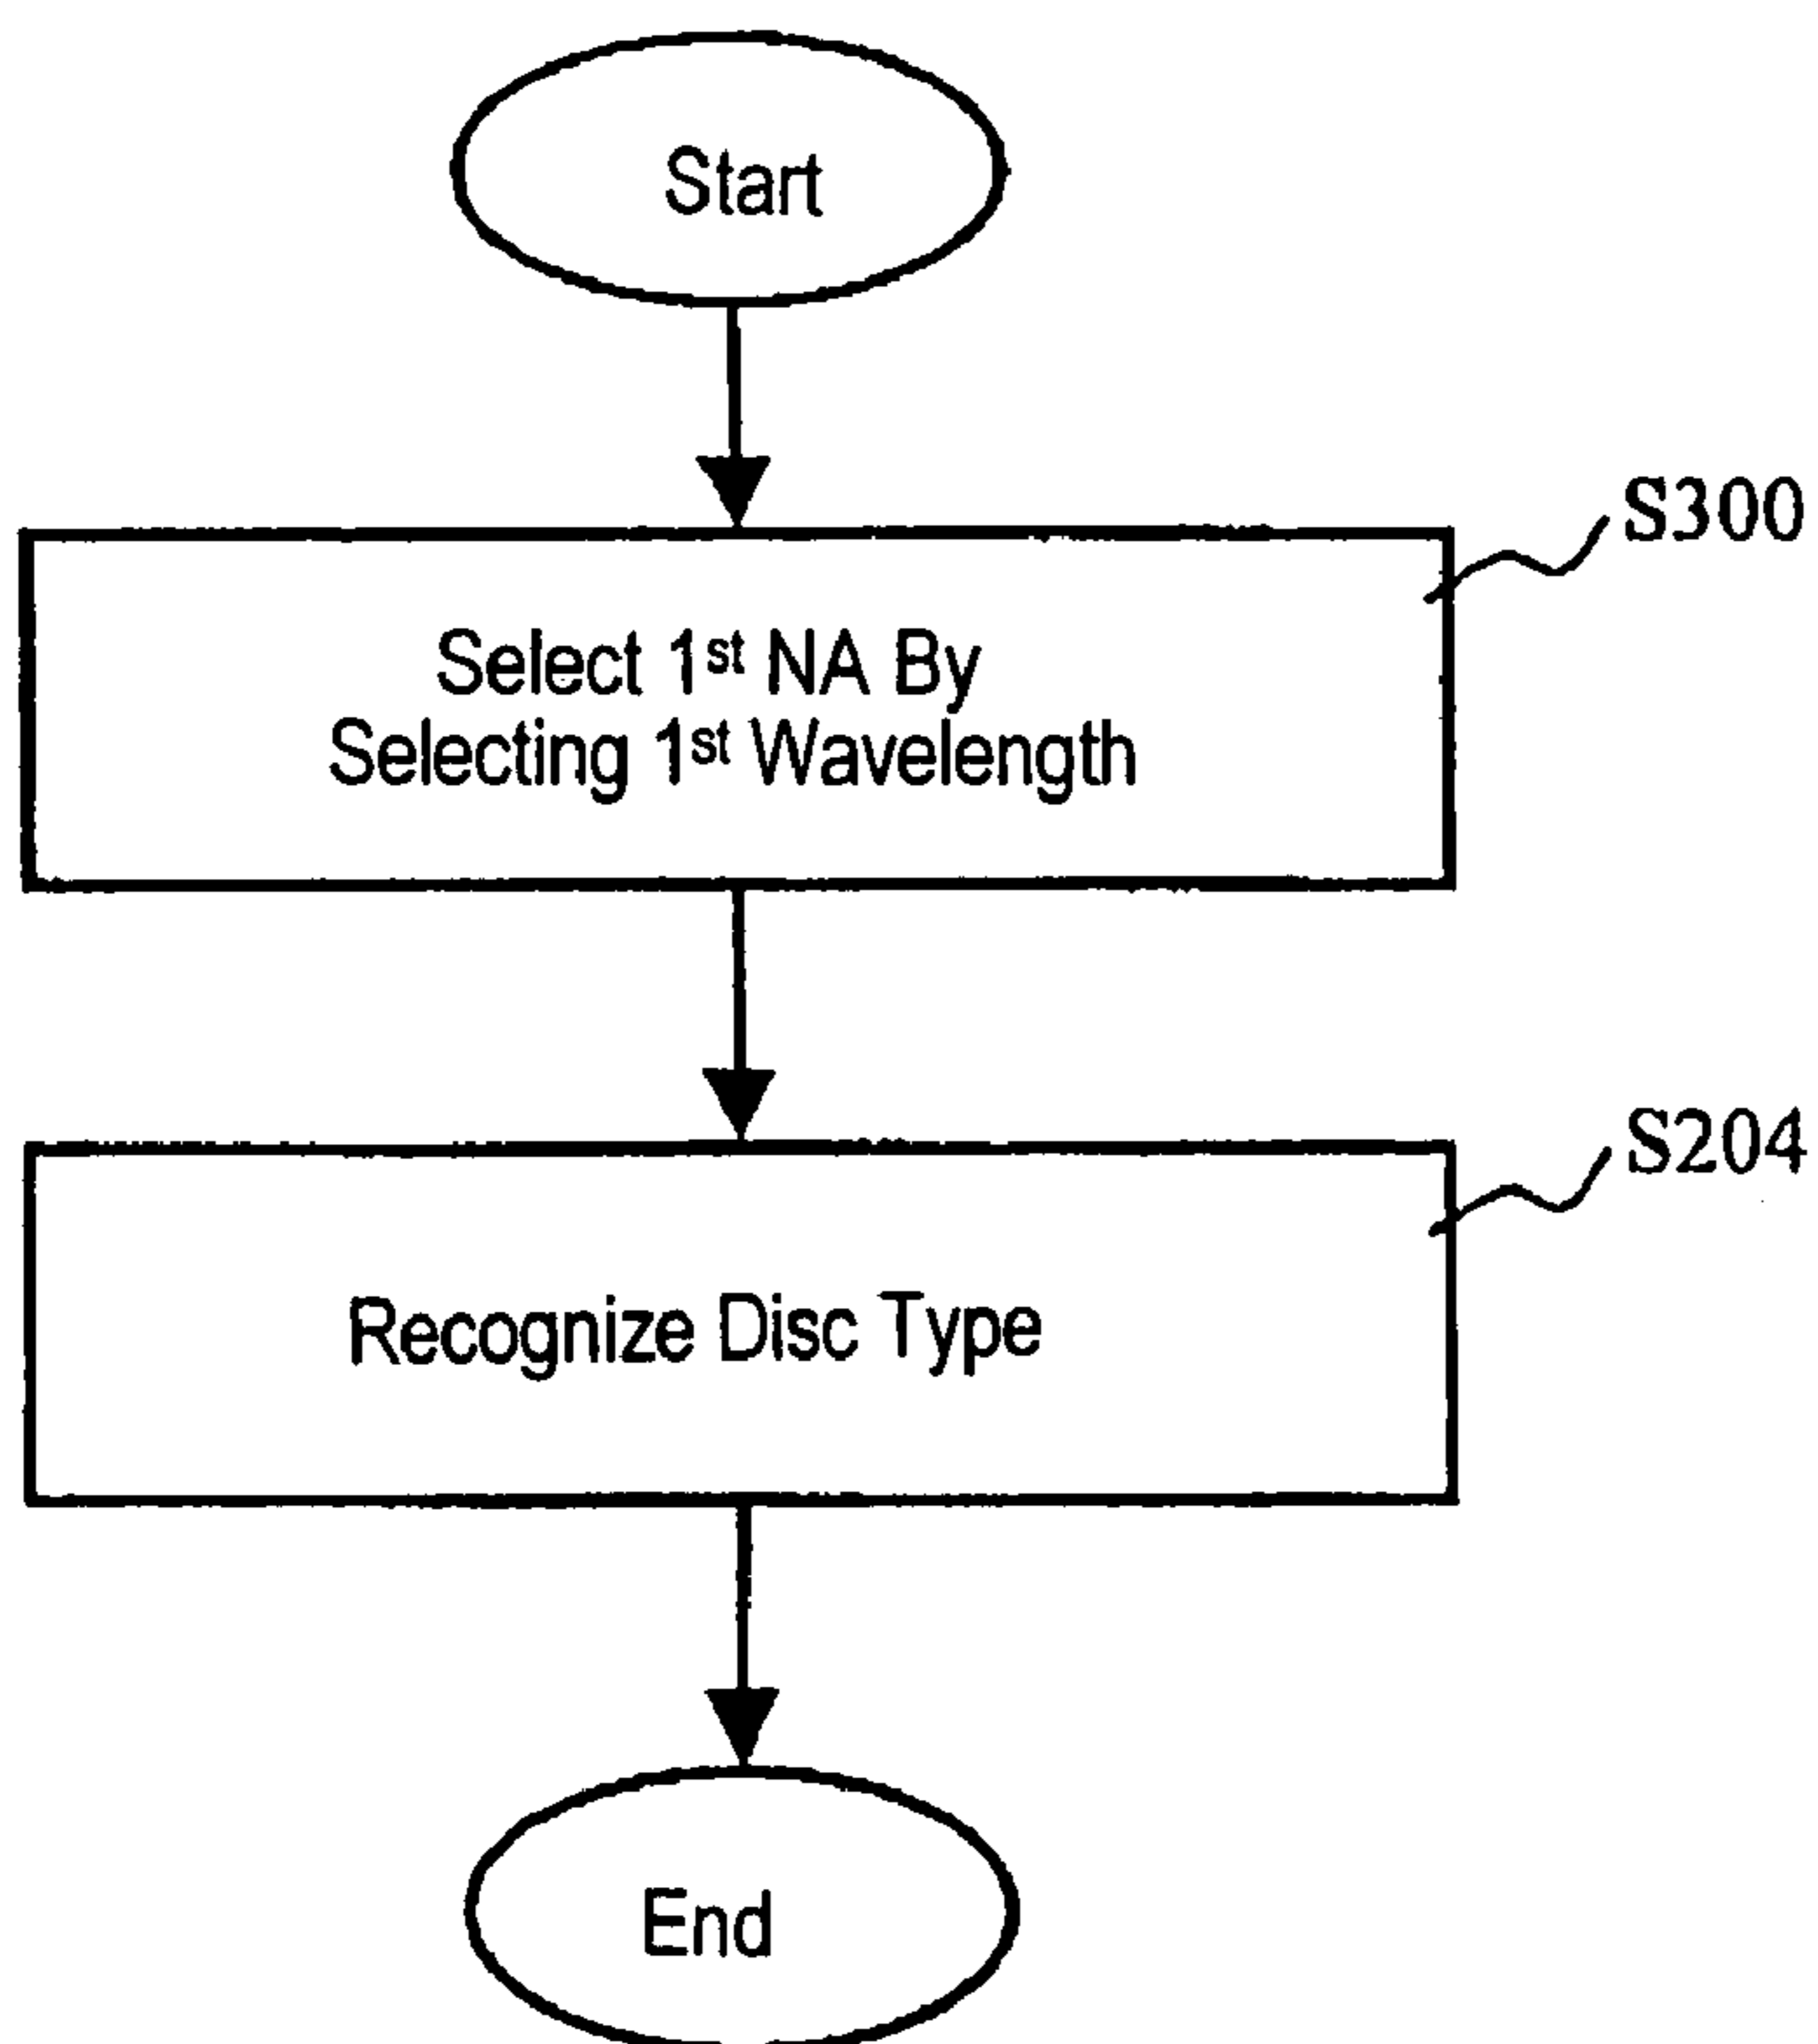 Start
S300
Select 1st NA By
Selecting 1st Wavelength
S204
Recognize Disc Type
End